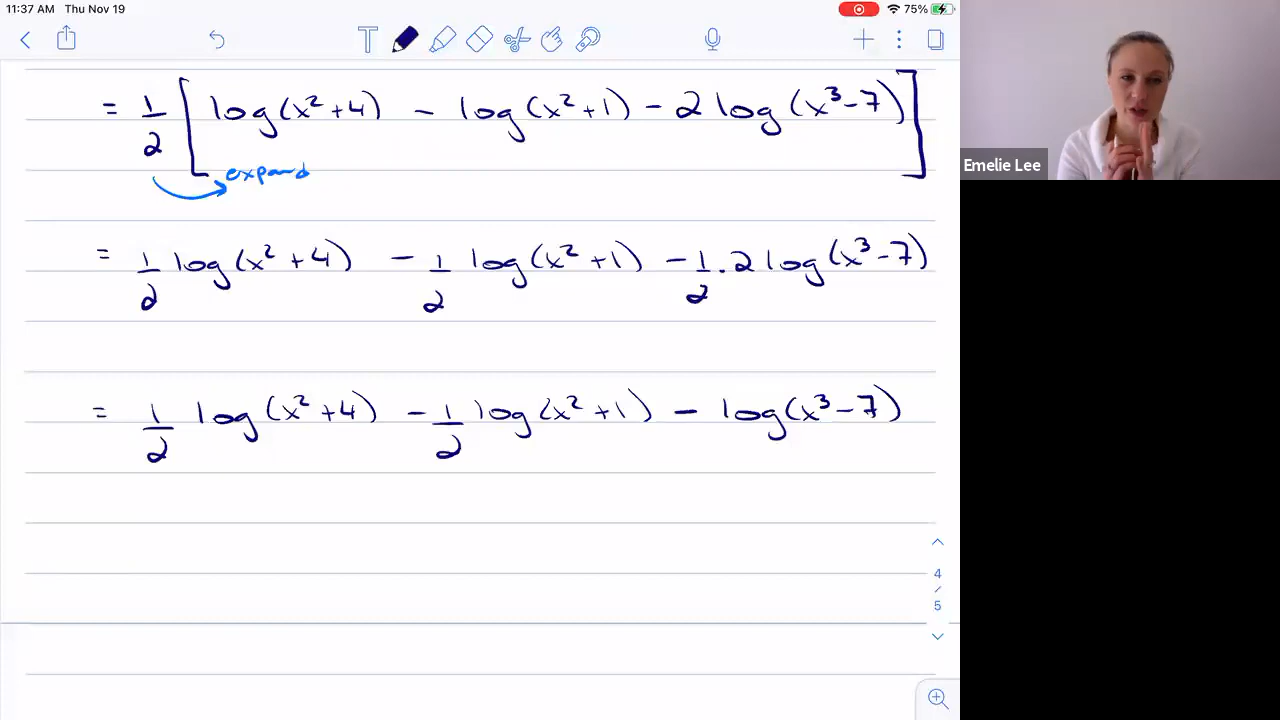 11:37 AM Thu Nov 19
75%
= 1/2 [ log(x² + 4) - log(x² + 1) - 2 log(x³ - 7) ]
expand
= 1/2 log(x² + 4) - 1/2 log(x² + 1) - 1/2 . 2 log(x³ - 7)
= 1/2 log(x² + 4) - 1/2 log(x² + 1) - log(x³ - 7)
4
/
5
Emelie Lee